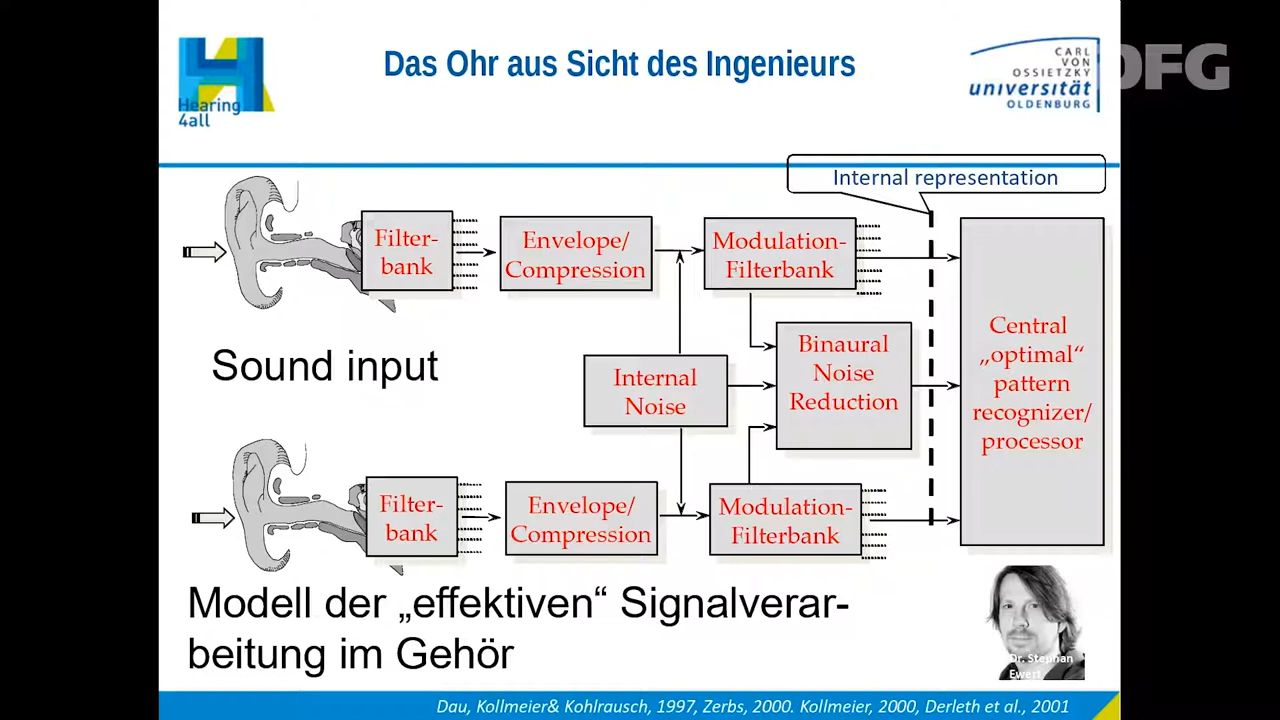 Das Ohr aus Sicht des Ingenieurs
Hearing
4all
CARL
VON
OSSIETZKY
universität
OLDENBURG
DFG
Internal representation
Filter-
bank
Envelope/
Compression
Modulation-
Filterbank
Sound input
Internal
Noise
Binaural
Noise
Reduction
Central
„optimal“
pattern
recognizer/
processor
Filter-
bank
Envelope/
Compression
Modulation-
Filterbank
Modell der „effektiven“ Signalverar-
beitung im Gehör
Dr. Stephan
Ewert
Dau, Kollmeier& Kohlrausch, 1997, Zerbs, 2000. Kollmeier, 2000, Derleth et al., 2001